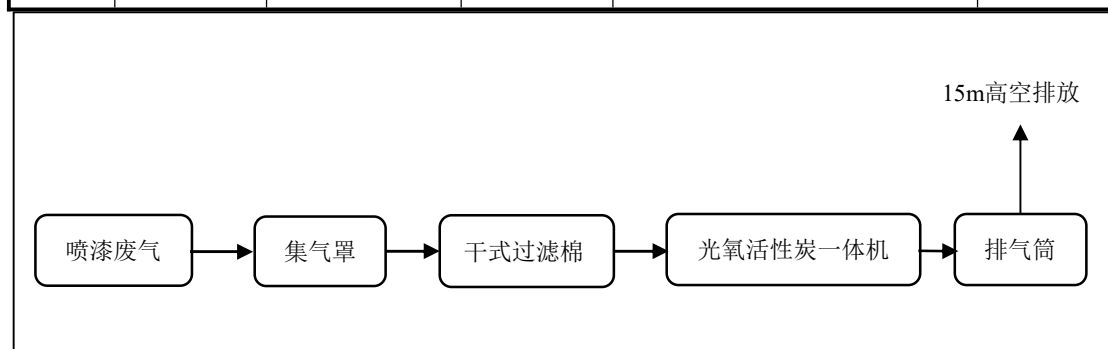 15m高空排放
喷漆废气
集气罩
干式过滤棉
光氧活性炭一体机
排气筒